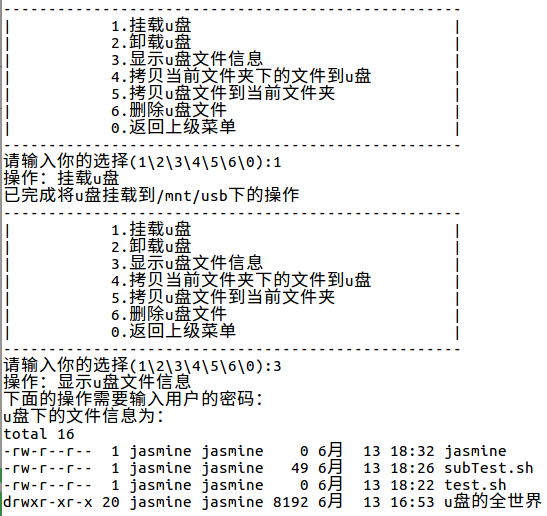 ---------------------------------------------------
|           1.挂载u盘                             |
|           2.卸载u盘                             |
|           3.显示u盘文件信息                     |
|           4.拷贝当前文件夹下的文件到u盘         |
|           5.拷贝u盘文件到当前文件夹             |
|           6.删除u盘文件                         |
|           0.返回上级菜单                        |
---------------------------------------------------
请输入你的选择(1\2\3\4\5\6\0):1
操作：挂载u盘
已完成将u盘挂载到/mnt/usb下的操作
---------------------------------------------------
|           1.挂载u盘                             |
|           2.卸载u盘                             |
|           3.显示u盘文件信息                     |
|           4.拷贝当前文件夹下的文件到u盘         |
|           5.拷贝u盘文件到当前文件夹             |
|           6.删除u盘文件                         |
|           0.返回上级菜单                        |
---------------------------------------------------
请输入你的选择(1\2\3\4\5\6\0):3
操作：显示u盘文件信息
下面的操作需要输入用户的密码：
u盘下的文件信息为：
total 16
-rw-r--r--  1 jasmine jasmine    0 6月  13 18:32 jasmine
-rw-r--r--  1 jasmine jasmine   49 6月  13 18:26 subTest.sh
-rw-r--r--  1 jasmine jasmine    0 6月  13 18:22 test.sh
drwxr-xr-x 20 jasmine jasmine 8192 6月  13 16:53 u盘的全世界